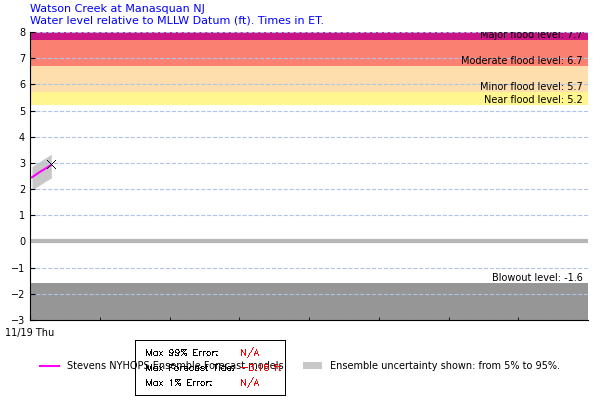 Watson Creek at Manasquan NJ
Water level relative to MLLW Datum (ft). Times in ET.
8
Major flood level: 7.7
7
Moderate flood level: 6.7
6
Minor flood level: 5.7
Near flood level: 5.2
5
4
3
2
1
0
−1
Blowout level: -1.6
−2
−3
11/19 Thu
Max 99% Error: N/A
Stevens NYHOPS Ensemble Forecast models
Max Forecast Tide:
Ensemble uncertainty shown: from 5% to 95%.
Max 1% Error: N/A